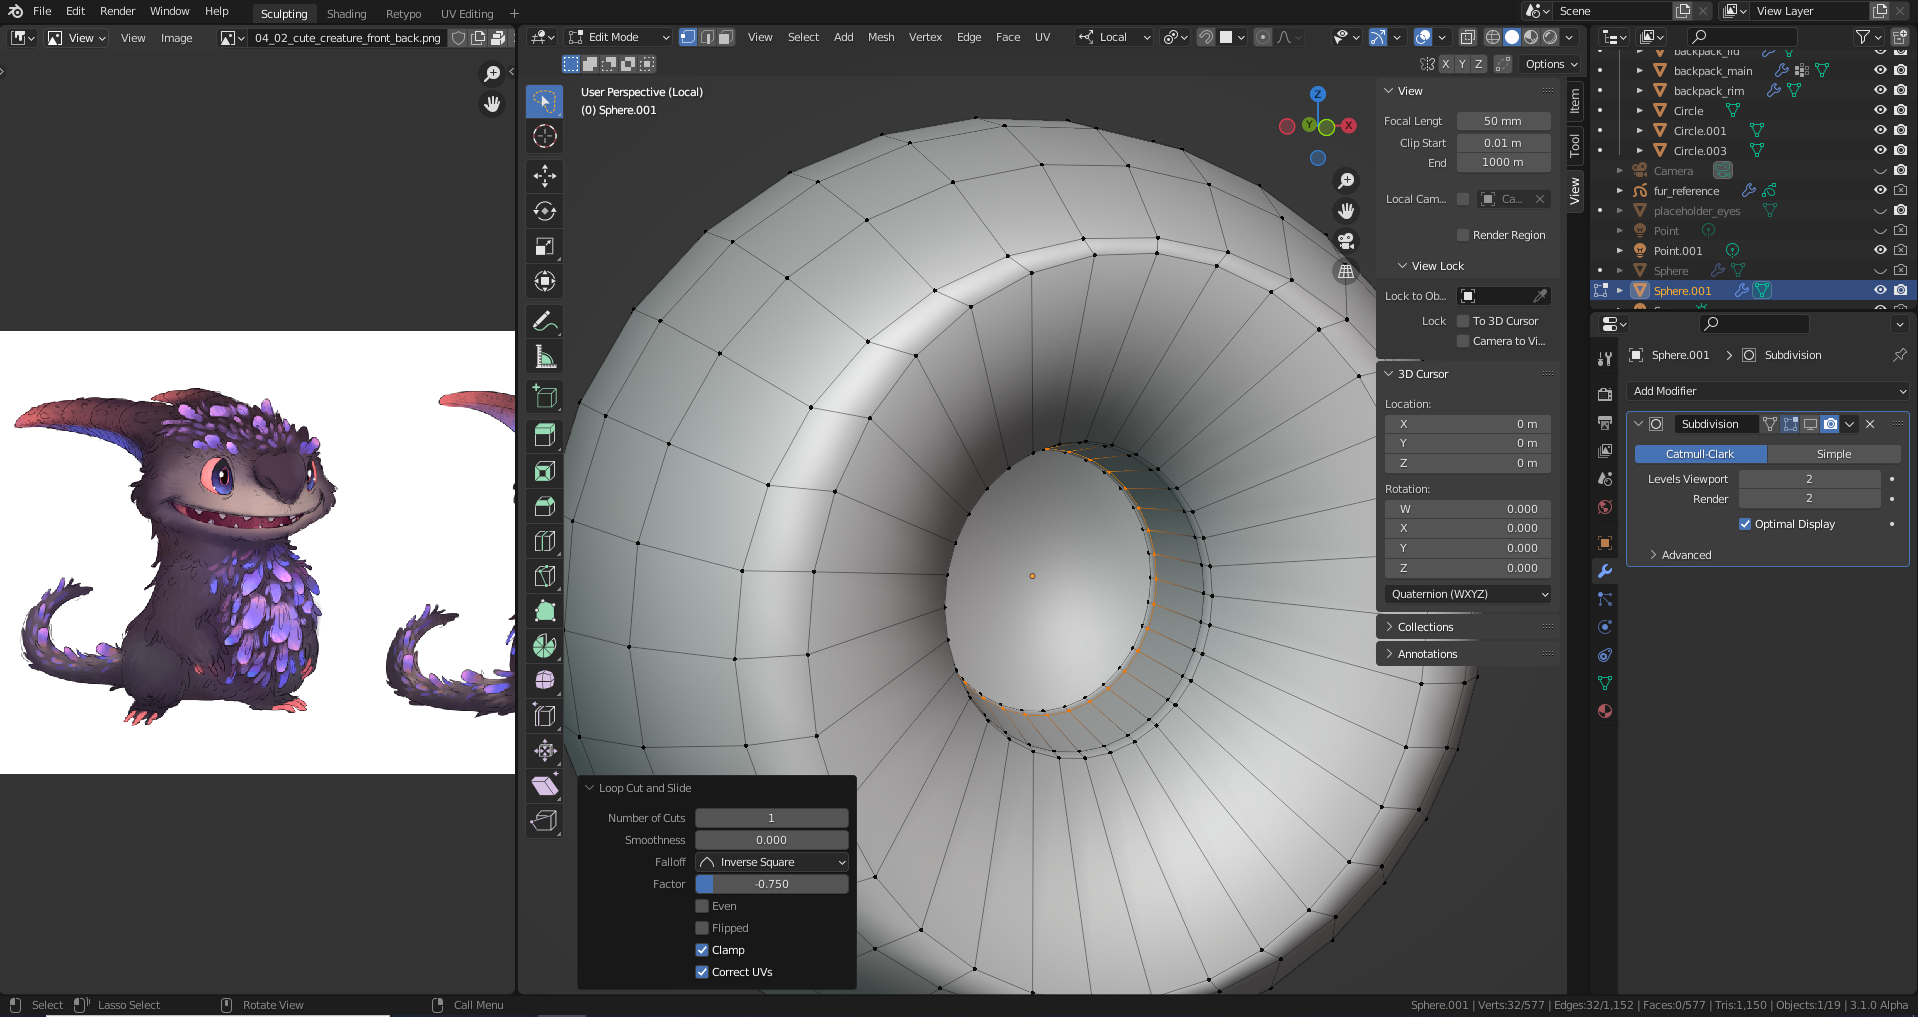 File Edit Render Window Help
Sculpting Shading Retypo UV Editing +
Scene
View Layer
View View Image 04_02_cute_creature_front_back.png
Edit Mode View Select Add Mesh Vertex Edge Face UV Local
X Y Z Options
User Perspective (Local)
(0) Sphere.001
Z
Y
X
View
Focal Lengt 50 mm
Clip Start 0.01 m
End 1000 m
Local Cam... Ca...
Render Region
View Lock
Lock to Ob...
Lock To 3D Cursor
Camera to Vi...
3D Cursor
Location:
X 0 m
Y 0 m
Z 0 m
Rotation:
W 0.000
X 0.000
Y 0.000
Z 0.000
Quaternion (WXYZ)
Collections
Annotations
Item
Tool
View
backpack_lid
backpack_main
backpack_rim
Circle
Circle.001
Circle.003
Camera
fur_reference
placeholder_eyes
Point
Point.001
Sphere
Sphere.001
Sphere.001 > Subdivision
Add Modifier
Subdivision
Catmull-Clark Simple
Levels Viewport 2
Render 2
Optimal Display
Advanced
Loop Cut and Slide
Number of Cuts 1
Smoothness 0.000
Falloff Inverse Square
Factor -0.750
Even
Flipped
Clamp
Correct UVs
Select Lasso Select Rotate View Call Menu
Sphere.001 | Verts:32/577 | Edges:32/1,152 | Faces:0/577 | Tris:1,150 | Objects:1/19 | 3.1.0 Alpha